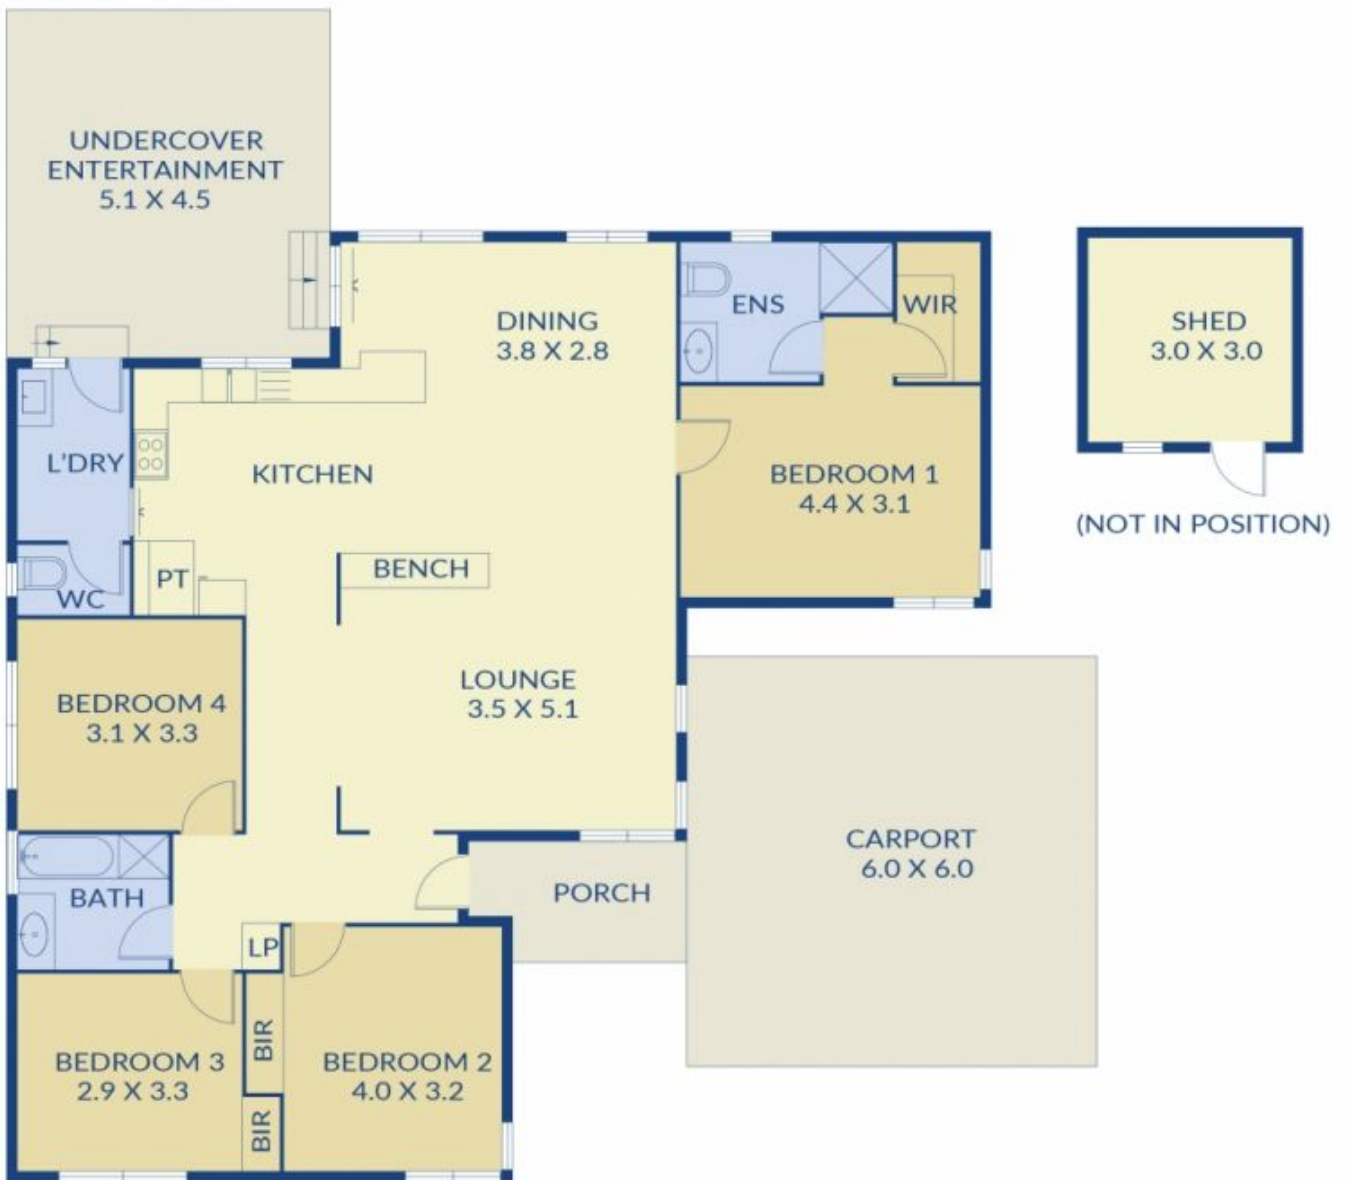 UNDERCOVER
ENTERTAINMENT
5.1 X 4.5
DINING
3.8 X 2.8
ENS
WIR
SHED
3.0 X 3.0
(NOT IN POSITION)
L'DRY
KITCHEN
BEDROOM 1
4.4 X 3.1
PT
BENCH
WC
BEDROOM 4
3.1 X 3.3
LOUNGE
3.5 X 5.1
CARPORT
6.0 X 6.0
BATH
PORCH
LP
BEDROOM 3
2.9 X 3.3
BIR
BIR
BEDROOM 2
4.0 X 3.2